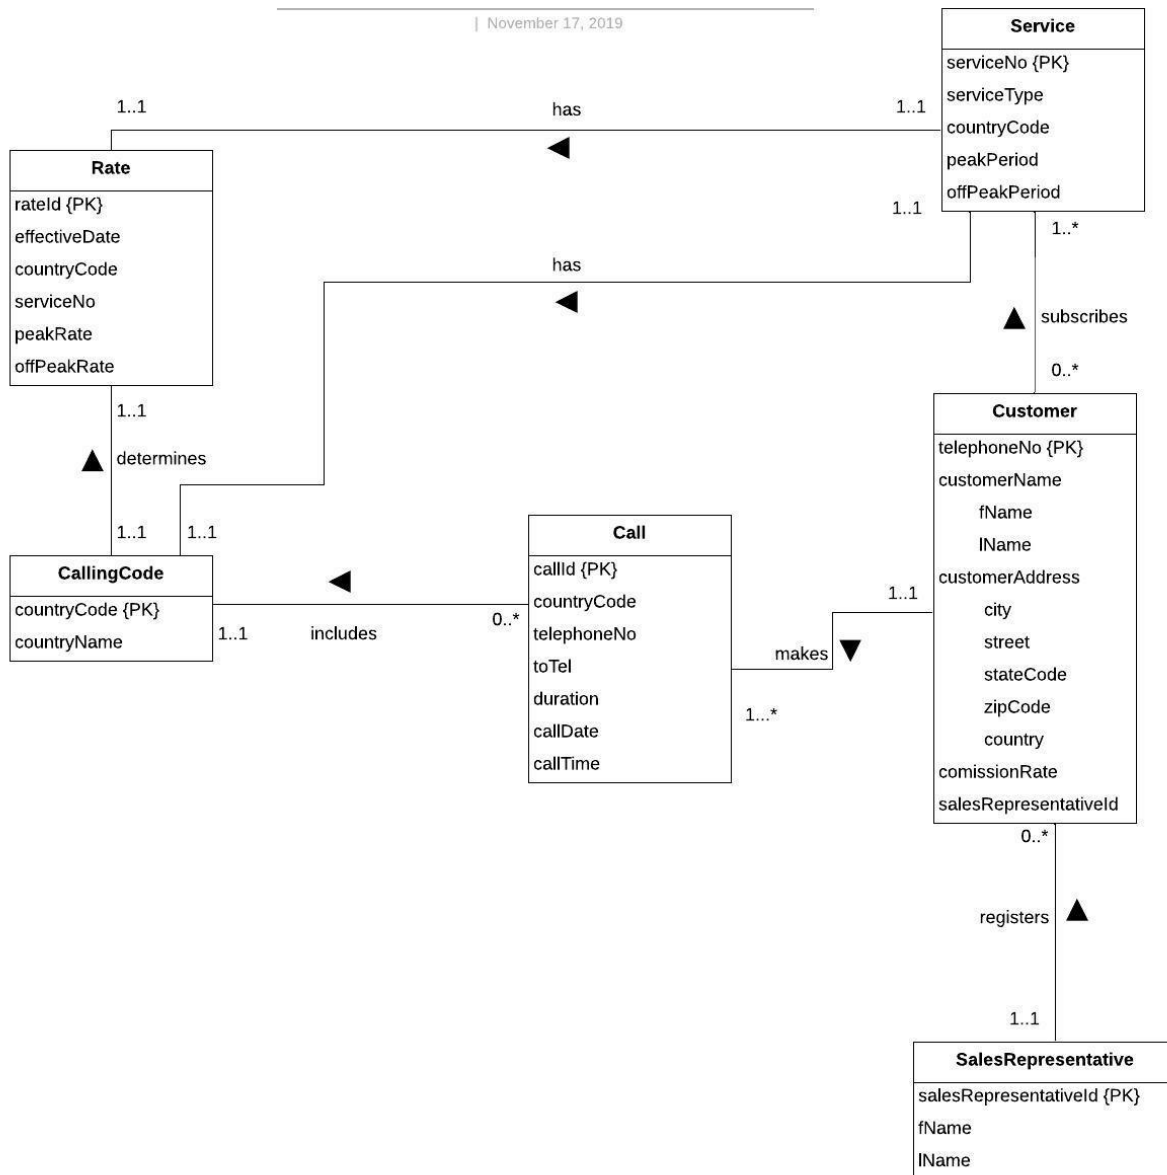 | November 17, 2019
Service
serviceNo {PK}
serviceType
countryCode
peakPeriod
offPeakPeriod
1..1
has
1..1
Rate
rateId {PK}
effectiveDate
countryCode
serviceNo
peakRate
offPeakRate
1..1
1..*
has
subscribes
0..*
1..1
determines
1..1
1..1
Customer
telephoneNo {PK}
customerName
fName
lName
customerAddress
city
street
stateCode
zipCode
country
comissionRate
salesRepresentativeId
Call
callId {PK}
countryCode
telephoneNo
toTel
duration
callDate
callTime
CallingCode
countryCode {PK}
countryName
1..1
includes
0..*
1..1
makes
1...*
0..*
registers
1..1
SalesRepresentative
salesRepresentativeId {PK}
fName
lName